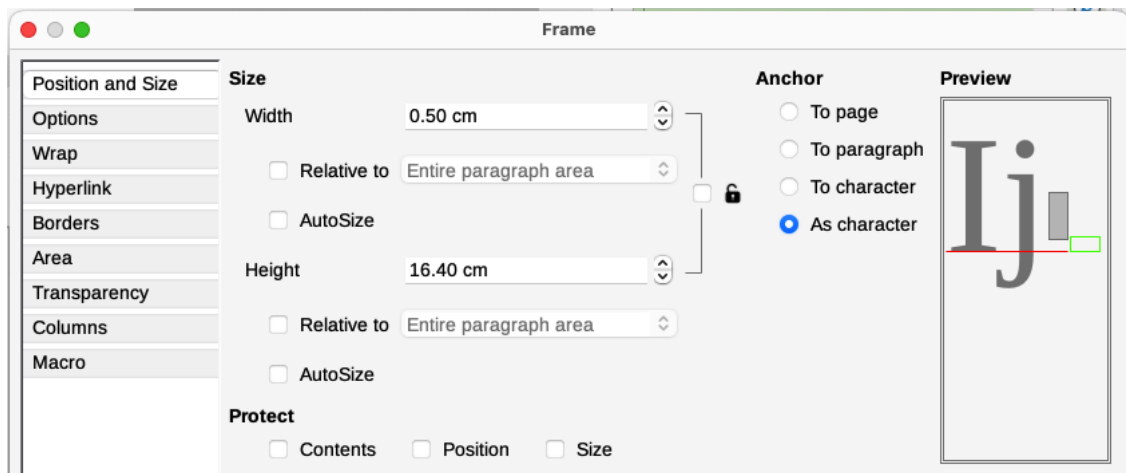 Frame
Position and Size
Options
Wrap
Hyperlink
Borders
Area
Transparency
Columns
Macro
Size
Width 0.50 cm
Relative to Entire paragraph area
AutoSize
Height 16.40 cm
Relative to Entire paragraph area
AutoSize
Protect
Contents Position Size
Anchor
To page
To paragraph
To character
As character
Preview
Ij